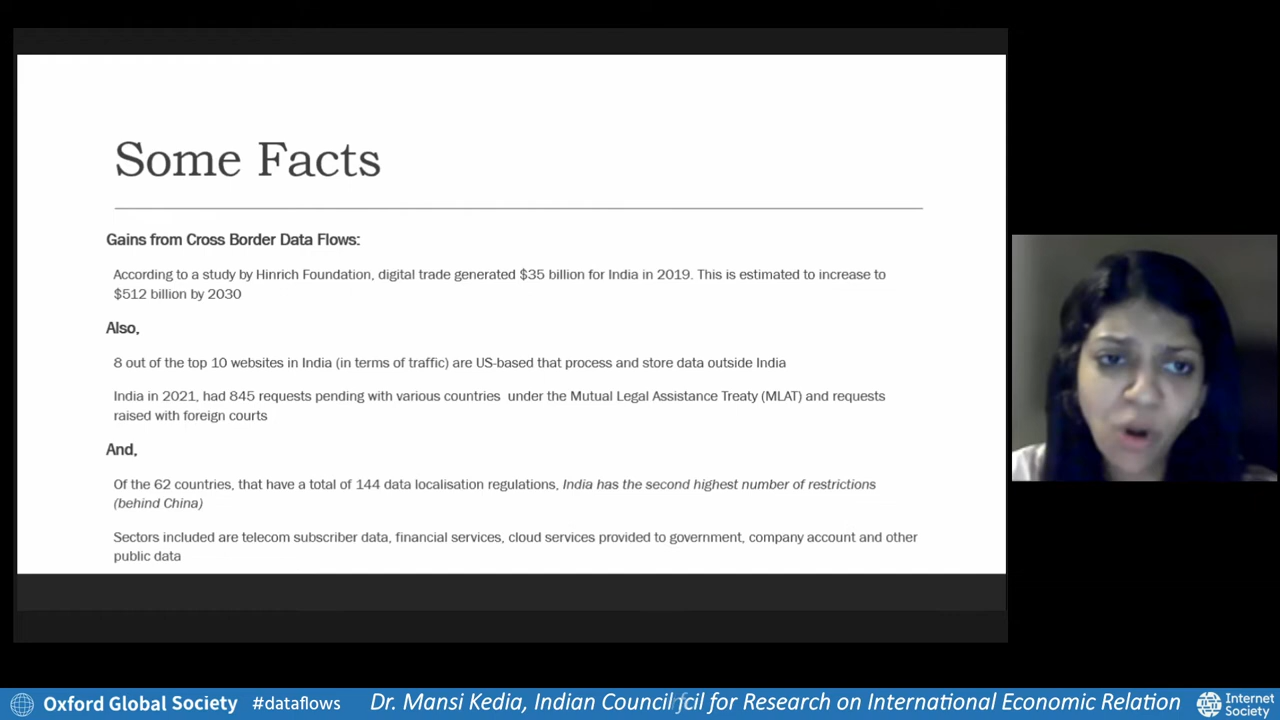 Some Facts
Gains from Cross Border Data Flows:
According to a study by Hinrich Foundation, digital trade generated $35 billion for India in 2019. This is estimated to increase to
$512 billion by 2030
Also,
8 out of the top 10 websites in India (in terms of traffic) are US-based that process and store data outside India
India in 2021, had 845 requests pending with various countries under the Mutual Legal Assistance Treaty (MLAT) and requests
raised with foreign courts
And,
Of the 62 countries, that have a total of 144 data localisation regulations, India has the second highest number of restrictions
(behind China)
Sectors included are telecom subscriber data, financial services, cloud services provided to government, company account and other
public data
Oxford Global Society #dataflows Dr. Mansi Kedia, Indian Council for Research on International Economic Relation
Internet
Society